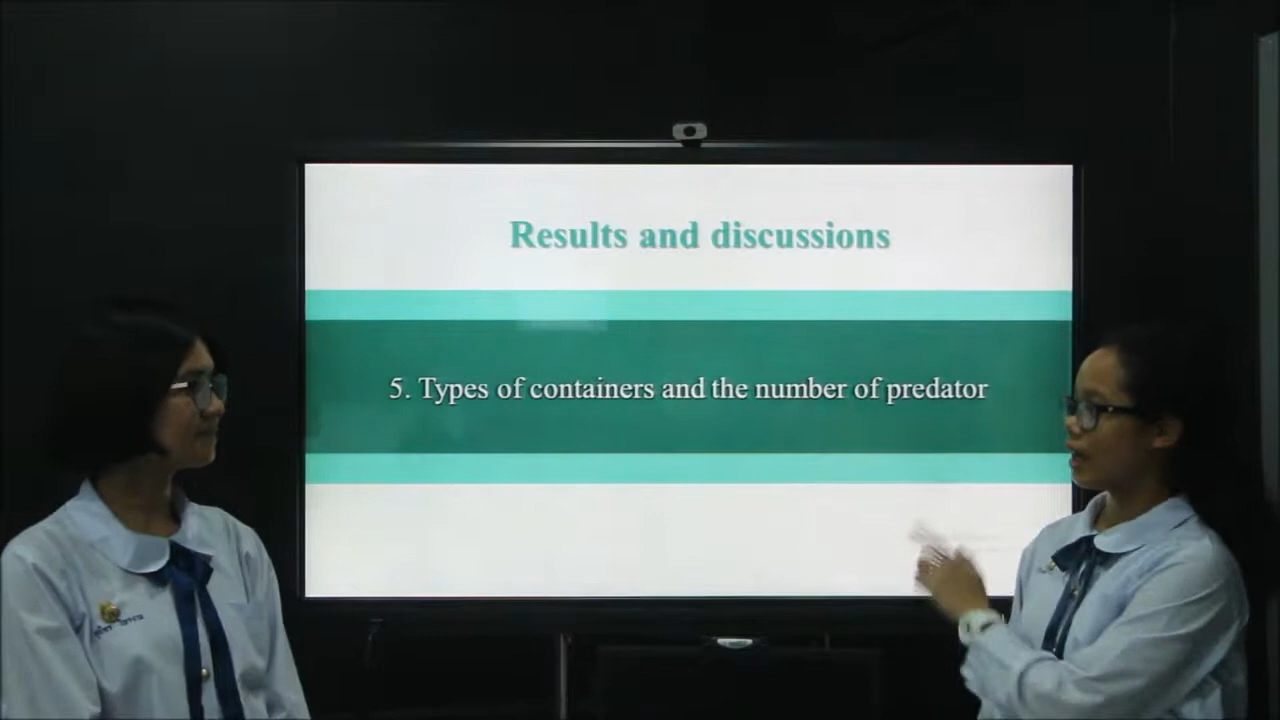 Results and discussions
5. Types of containers and the number of predator